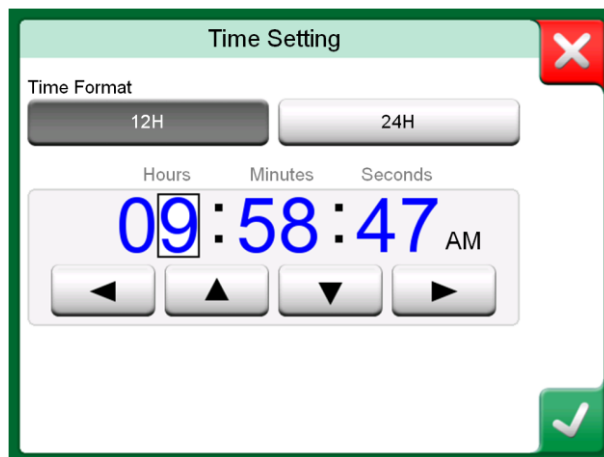 Time Setting
Time Format
12H 24H
Hours Minutes Seconds
09:58:47 AM